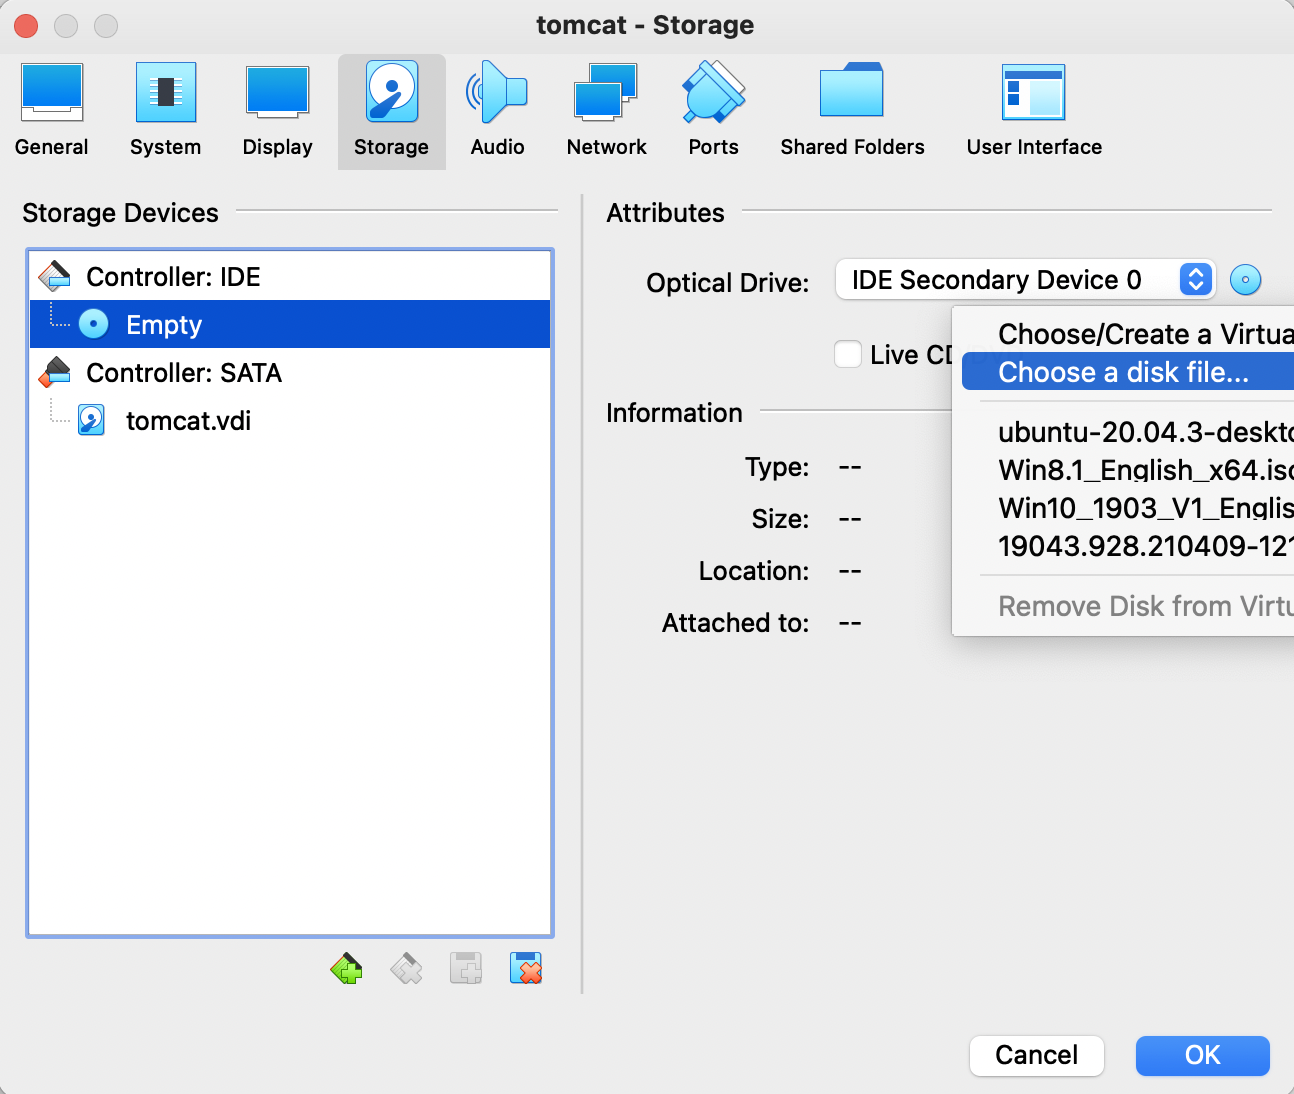 tomcat - Storage
General
System
Display
Storage
Audio
Network
Ports
Shared Folders
User Interface
Storage Devices
Controller: IDE
Empty
Controller: SATA
tomcat.vdi
Attributes
Optical Drive:
IDE Secondary Device 0
Live
Choose/Create a Virtua
Choose a disk file...
ubuntu-20.04.3-deskto
Win8.1_English_x64.iso
Win10_1903_V1_Englis
19043.928.210409-121
Remove Disk from Virtu
Information
Type: --
Size: --
Location: --
Attached to: --
Cancel
OK